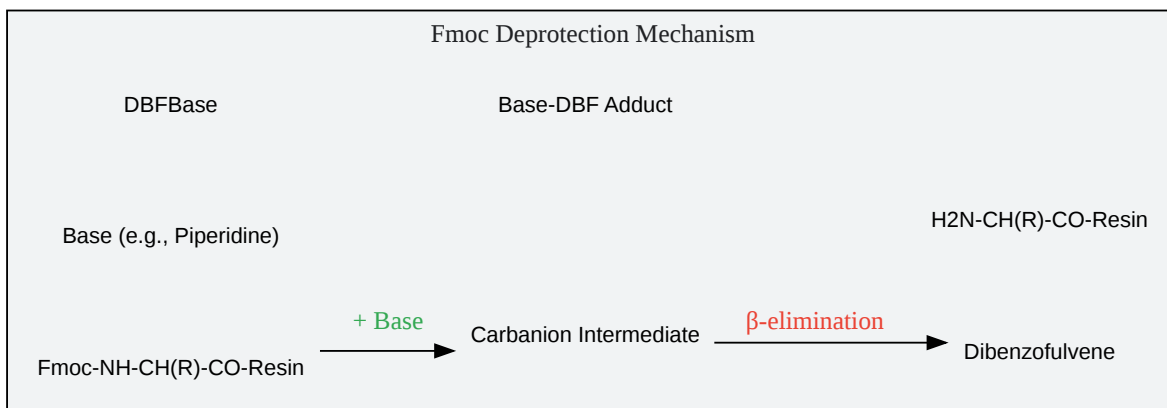 Fmoc Deprotection Mechanism
DBFBase
Base-DBF Adduct
H2N-CH(R)-CO-Resin
Base (e.g., Piperidine)
+ Base
β-elimination
Carbanion Intermediate
Dibenzofulvene
Fmoc-NH-CH(R)-CO-Resin